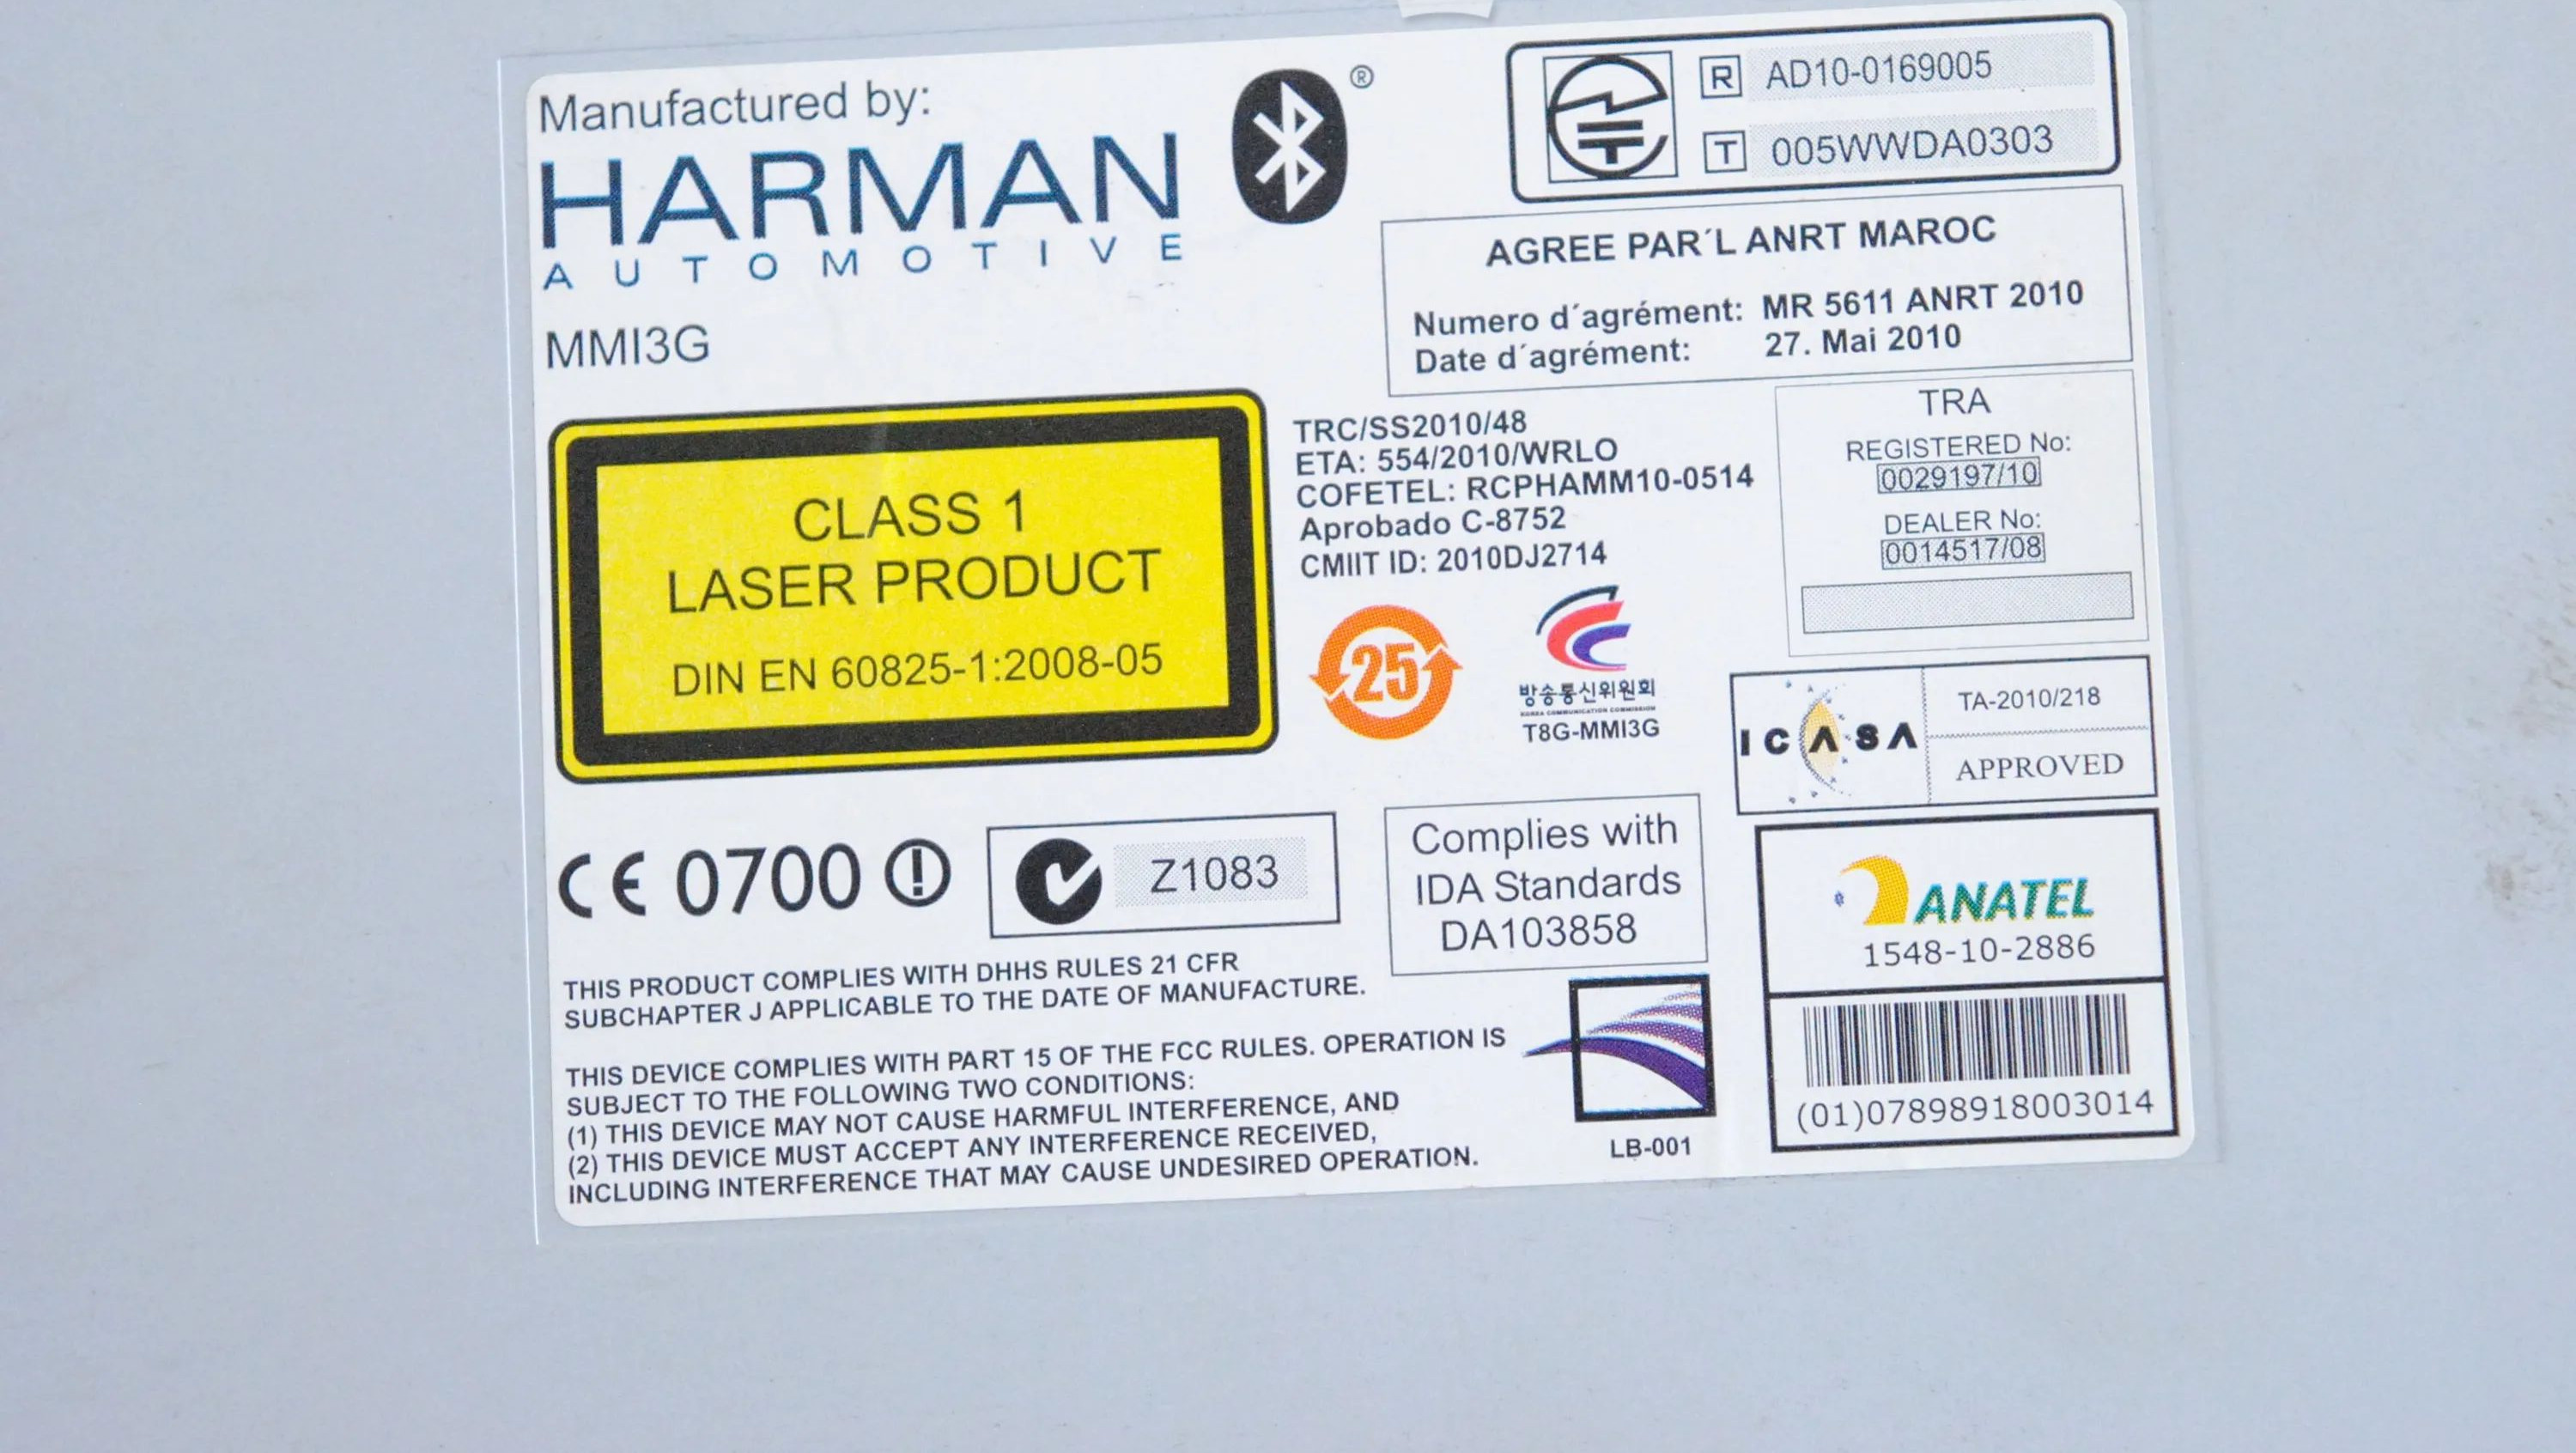 Manufactured by:
HARMAN
AUTOMOTIVE
®
MMI3G
R AD10-0169005
T 005WWDA0303
AGREE PAR´L ANRT MAROC
Numero d´agrément: MR 5611 ANRT 2010
Date d´agrément: 27. Mai 2010
CLASS 1
LASER PRODUCT
DIN EN 60825-1:2008-05
TRC/SS2010/48
ETA: 554/2010/WRLO
COFETEL: RCPHAMM10-0514
Aprobado C-8752
CMIIT ID: 2010DJ2714
TRA
REGISTERED No:
0029197/10
DEALER No:
0014517/08
25
방송통신위원회
KOREA COMMUNICATION COMMISSION
T8G-MMI3G
ICASA
TA-2010/218
APPROVED
CE 0700
Z1083
Complies with
IDA Standards
DA103858
ANATEL
1548-10-2886
(01)07898918003014
THIS PRODUCT COMPLIES WITH DHHS RULES 21 CFR
SUBCHAPTER J APPLICABLE TO THE DATE OF MANUFACTURE.
THIS DEVICE COMPLIES WITH PART 15 OF THE FCC RULES. OPERATION IS
SUBJECT TO THE FOLLOWING TWO CONDITIONS:
(1) THIS DEVICE MAY NOT CAUSE HARMFUL INTERFERENCE, AND
(2) THIS DEVICE MUST ACCEPT ANY INTERFERENCE RECEIVED,
INCLUDING INTERFERENCE THAT MAY CAUSE UNDESIRED OPERATION.
LB-001